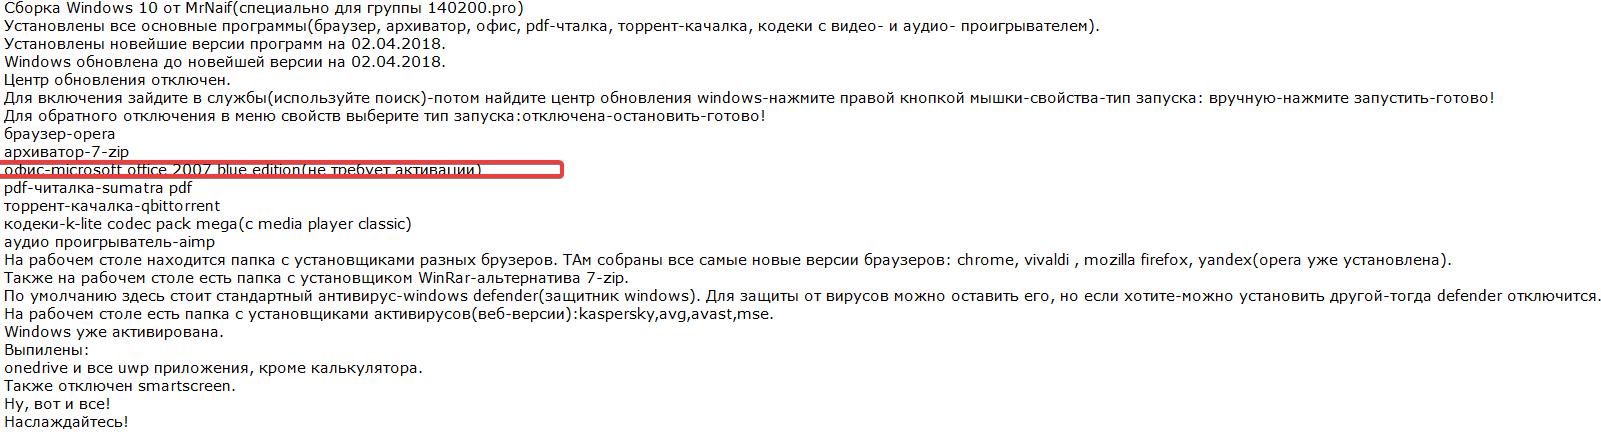 Сборка Windows 10 от MrNaif(специально для группы 140200.pro)
Установлены все основные программы(браузер, архиватор, офис, pdf-чталка, торрент-качалка, кодеки с видео- и аудио- проигрывателем).
Установлены новейшие версии программ на 02.04.2018.
Windows обновлена до новейшей версии на 02.04.2018.
Центр обновления отключен.
Для включения зайдите в службы(используйте поиск)-потом найдите центр обновления windows-нажмите правой кнопкой мышки-свойства-тип запуска: вручную-нажмите запустить-готово!
Для обратного отключения в меню свойств выберите тип запуска:отключена-остановить-готово!
браузер-opera
архиватор-7-zip
офис-microsoft office 2007 blue edition(не требует активации)
pdf-читалка-sumatra pdf
торрент-качалка-qbittorrent
кодеки-k-lite codec pack mega(с media player classic)
аудио проигрыватель-aimp
На рабочем столе находится папка с установщиками разных брузеров. ТАм собраны все самые новые версии браузеров: chrome, vivaldi , mozilla firefox, yandex(opera уже установлена).
Также на рабочем столе есть папка с установщиком WinRar-альтернатива 7-zip.
По умолчанию здесь стоит стандартный антивирус-windows defender(защитник windows). Для защиты от вирусов можно оставить его, но если хотите-можно установить другой-тогда defender отключится.
На рабочем столе есть папка с установщиками активирусов(веб-версии):kaspersky,avg,avast,mse.
Windows уже активирована.
Выпилены:
onedrive и все uwp приложения, кроме калькулятора.
Также отключен smartscreen.
Ну, вот и все!
Наслаждайтесь!